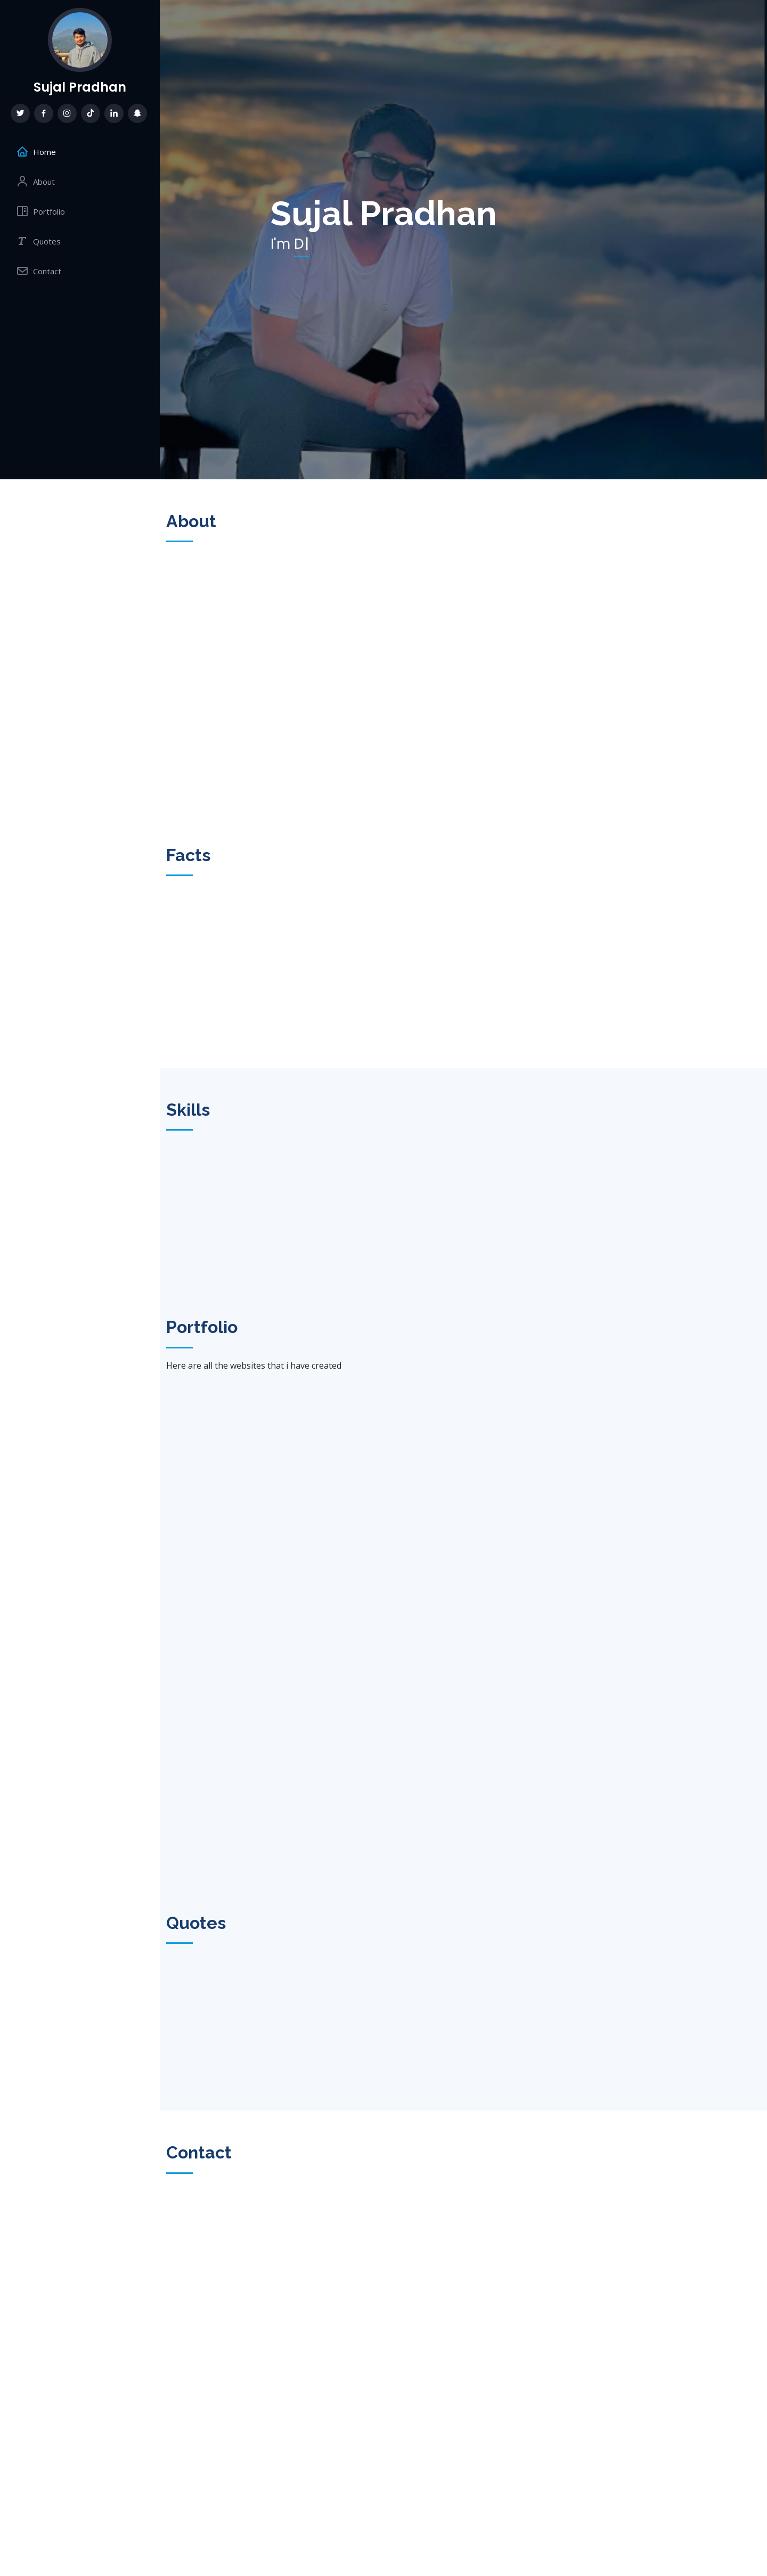 Sujal Pradhan
Home
About
Portfolio
Quotes
Contact
Sujal Pradhan
I'm D|
About
Facts
Skills
Portfolio
Here are all the websites that i have created
Quotes
Contact